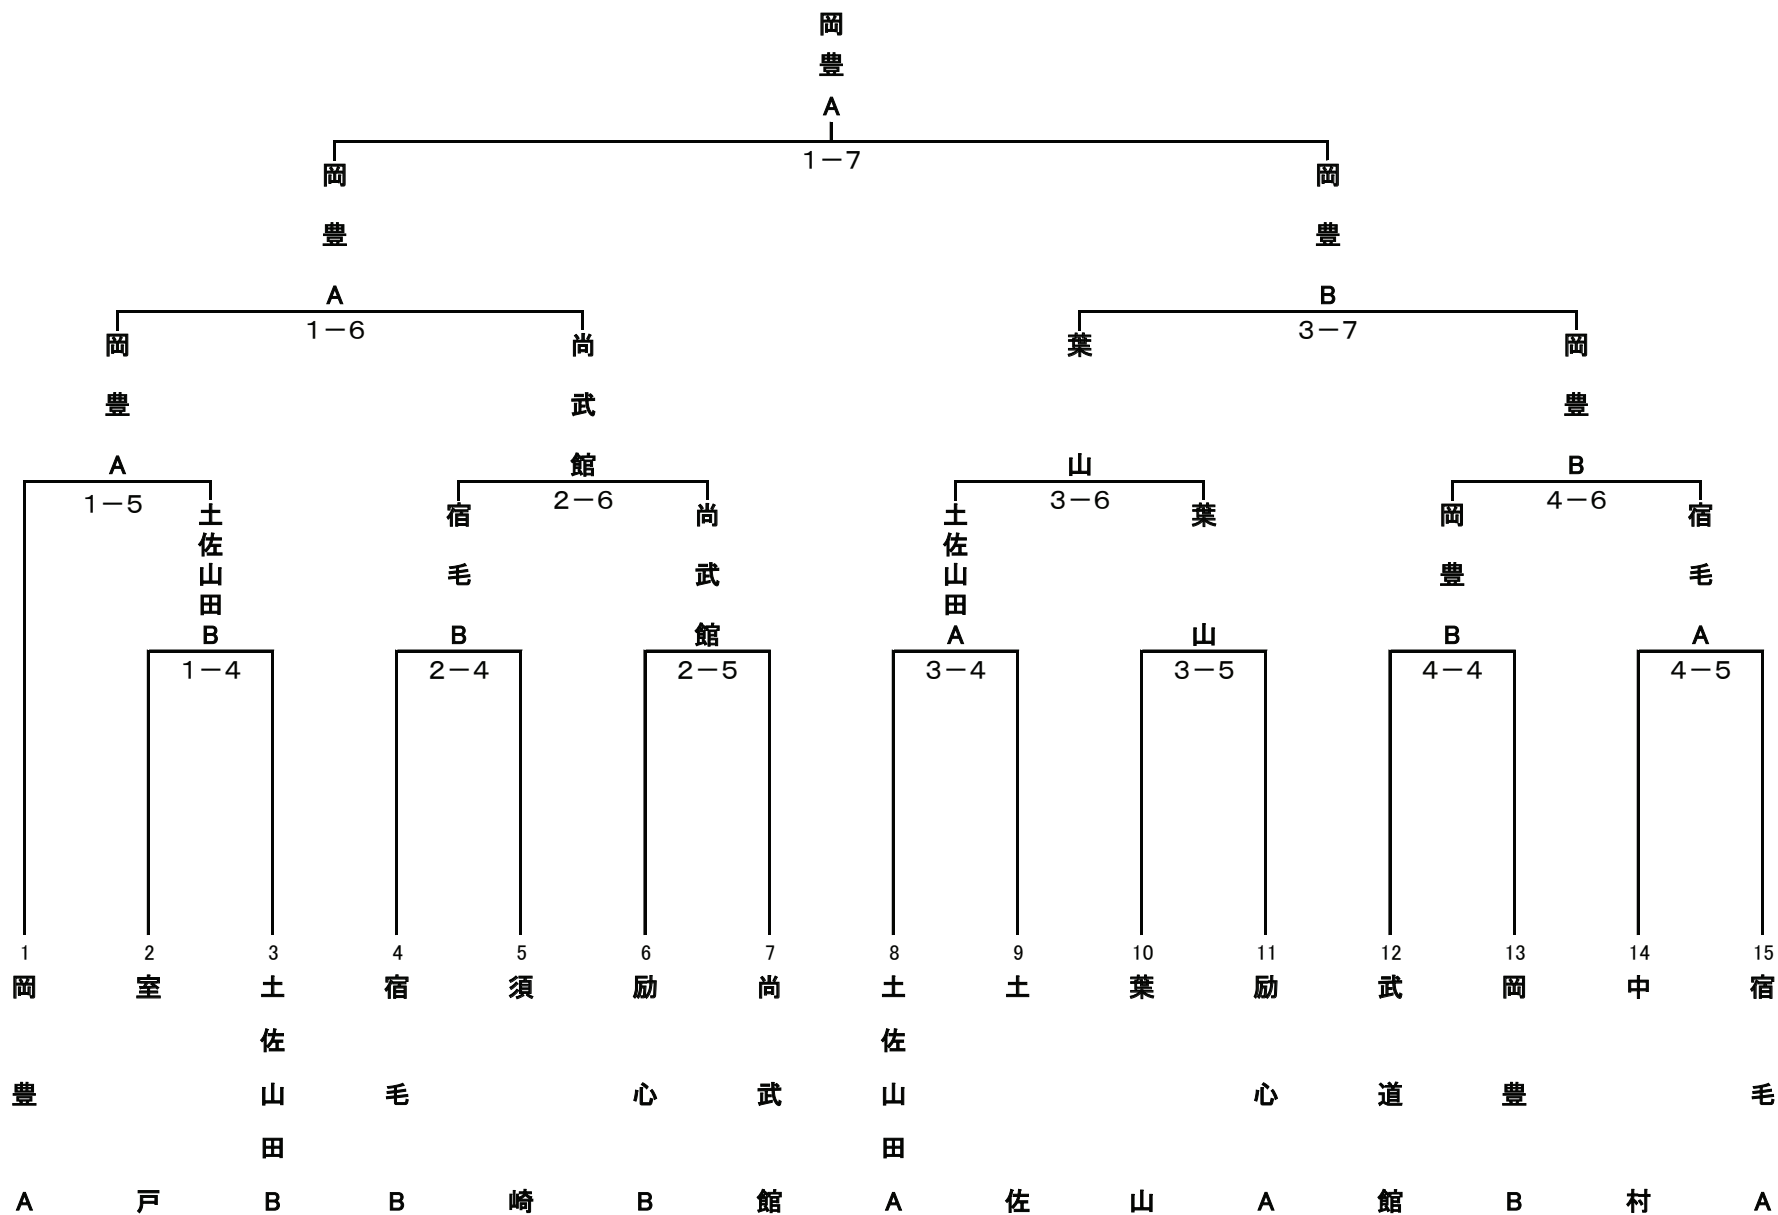 岡豊A
1－7
岡豊A
岡豊B
1－6
3－7
岡豊A
尚武館
葉山
岡豊B
1－5
2－6
3－6
4－6
土佐山田B
宿毛B
尚武館
土佐山田A
葉山
岡豊B
宿毛A
1－4
2－4
2－5
3－4
3－5
4－4
4－5
1
2
3
4
5
6
7
8
9
10
11
12
13
14
15
岡豊A
室戸
土佐山田B
宿毛B
須崎
励心B
尚武館
土佐山田A
土佐
葉山
励心A
武道館
岡豊B
中村
宿毛A